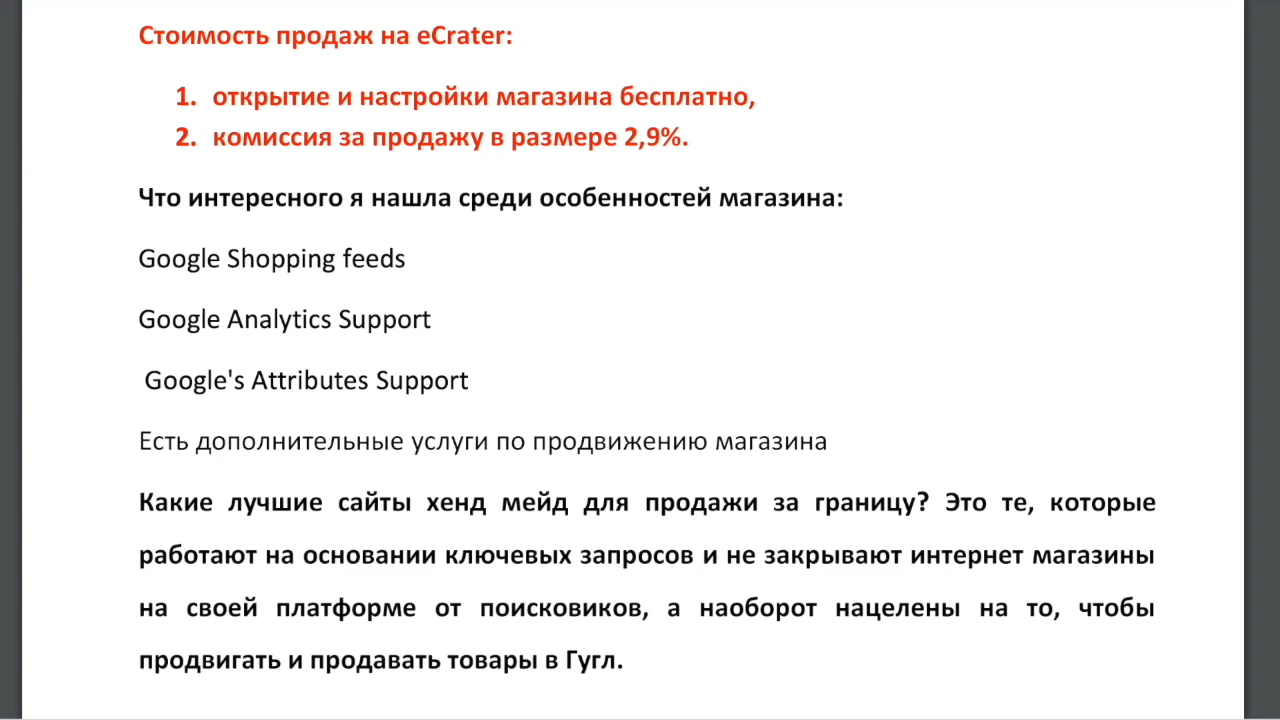 Стоимость продаж на eCrater:
1. открытие и настройки магазина бесплатно,
2. комиссия за продажу в размере 2,9%.
Что интересного я нашла среди особенностей магазина:
Google Shopping feeds
Google Analytics Support
Google's Attributes Support
Есть дополнительные услуги по продвижению магазина
Какие лучшие сайты хенд мейд для продажи за границу? Это те, которые
работают на основании ключевых запросов и не закрывают интернет магазины
на своей платформе от поисковиков, а наоборот нацелены на то, чтобы
продвигать и продавать товары в Гугл.